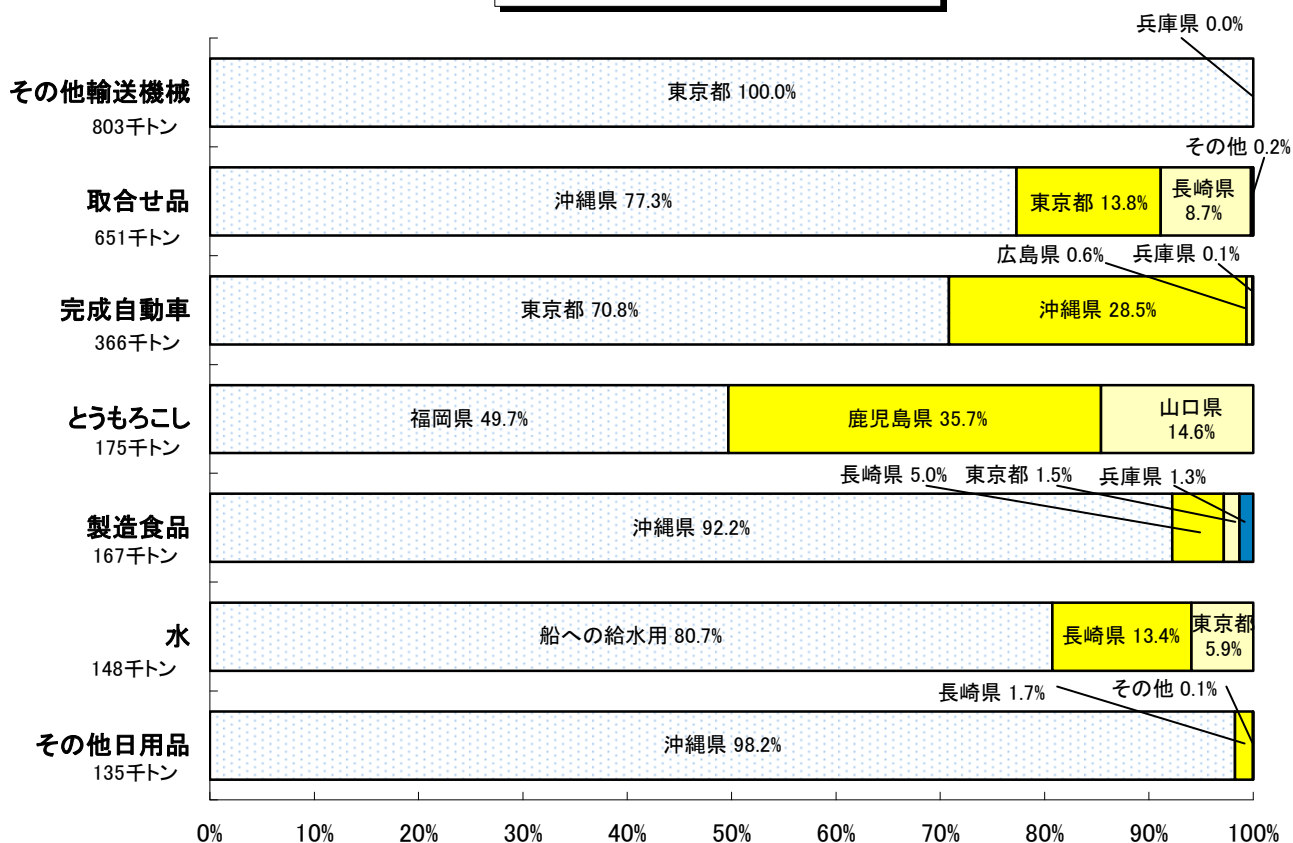 兵庫県 0.0%
その他輸送機械
803千トン
東京都 100.0%
その他 0.2%
取合せ品
651千トン
沖縄県 77.3%
東京都 13.8%
長崎県
8.7%
広島県 0.6%
兵庫県 0.1%
完成自動車
366千トン
東京都 70.8%
沖縄県 28.5%
とうもろこし
175千トン
福岡県 49.7%
鹿児島県 35.7%
山口県
14.6%
長崎県 5.0%
東京都 1.5%
兵庫県 1.3%
製造食品
167千トン
沖縄県 92.2%
水
148千トン
船への給水用 80.7%
長崎県 13.4%
東京都
5.9%
長崎県 1.7%
その他 0.1%
その他日用品
135千トン
沖縄県 98.2%
0% 10% 20% 30% 40% 50% 60% 70% 80% 90% 100%